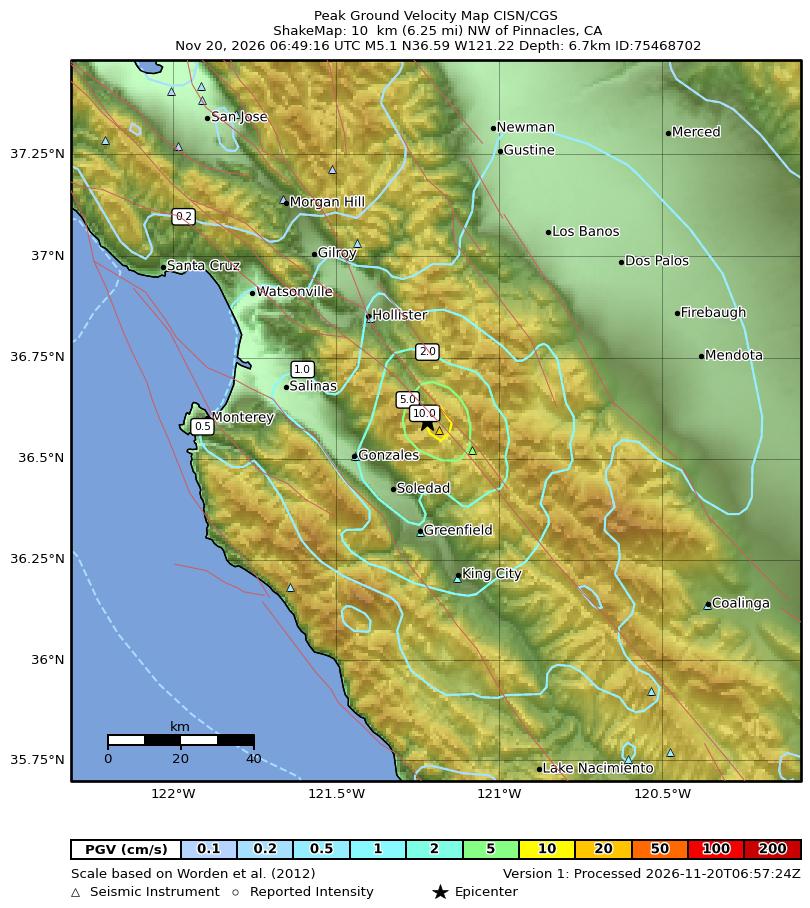 Peak Ground Velocity Map CISN/CGS
ShakeMap: 10 km (6.25 mi) NW of Pinnacles, CA
Nov 20, 2026 06:49:16 UTC M5.1 N36.59 W121.22 Depth: 6.7km ID:75468702
San Jose
Newman
Merced
37.25°N
Gustine
Morgan Hill
0.2
Los Banos
37°N
Gilroy
Santa Cruz
Dos Palos
Watsonville
Hollister
Firebaugh
36.75°N
2.0
Mendota
1.0
Salinas
5.0
10.0
Monterey
0.5
36.5°N
Gonzales
Soledad
Greenfield
36.25°N
King City
Coalinga
36°N
km
0 20 40
35.75°N
Lake Nacimiento
122°W 121.5°W 121°W 120.5°W
PGV (cm/s) 0.1 0.2 0.5 1 2 5 10 20 50 100 200
Scale based on Worden et al. (2012) Version 1: Processed 2026-11-20T06:57:24Z
△ Seismic Instrument ○ Reported Intensity ★ Epicenter